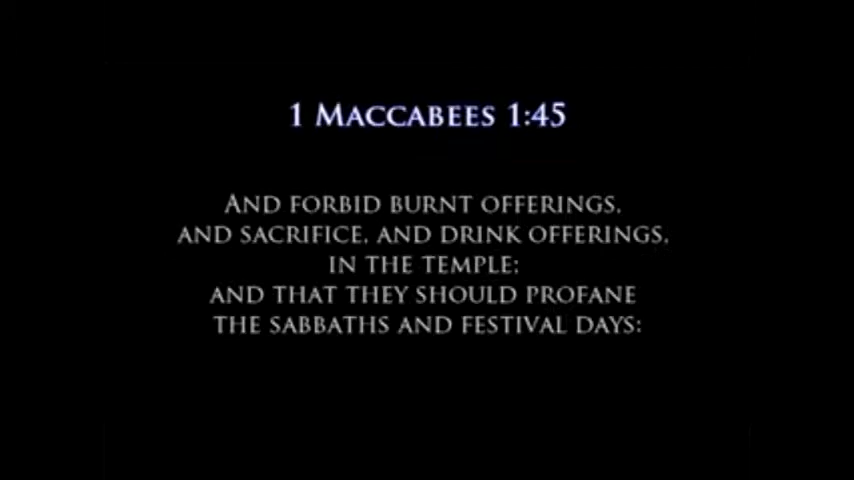 1 Maccabees 1:45
And forbid burnt offerings,
and sacrifice, and drink offerings,
in the temple;
and that they should profane
the sabbaths and festival days: